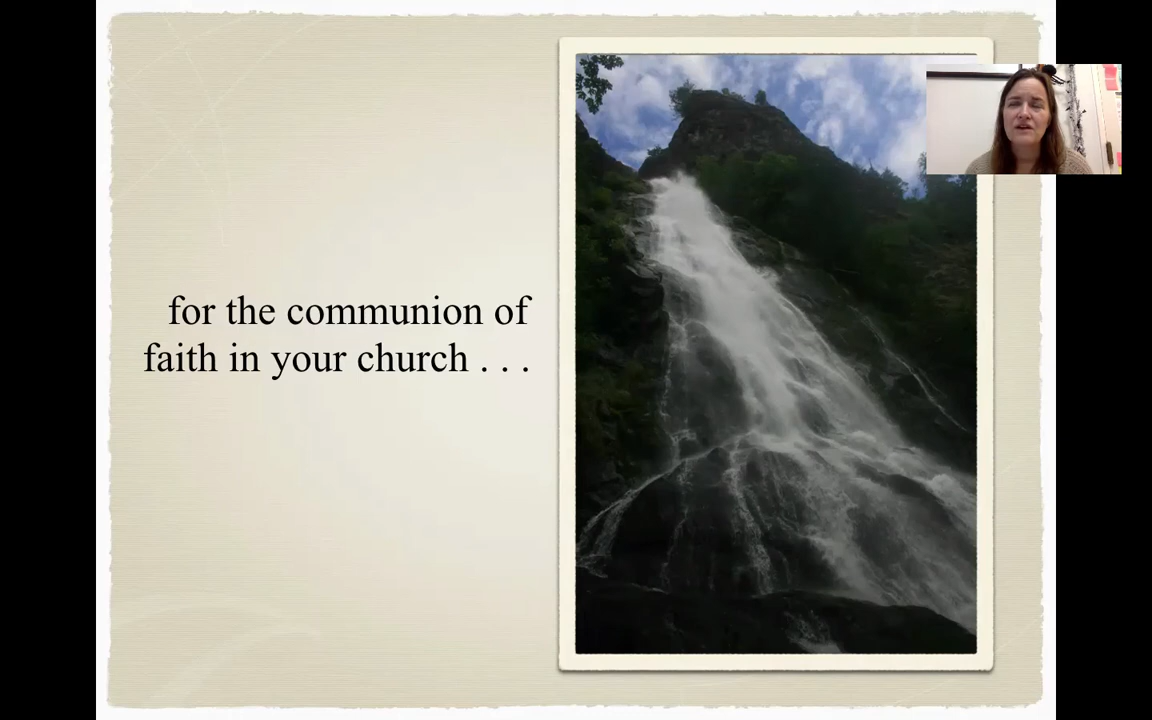 for the communion of
faith in your church . . .